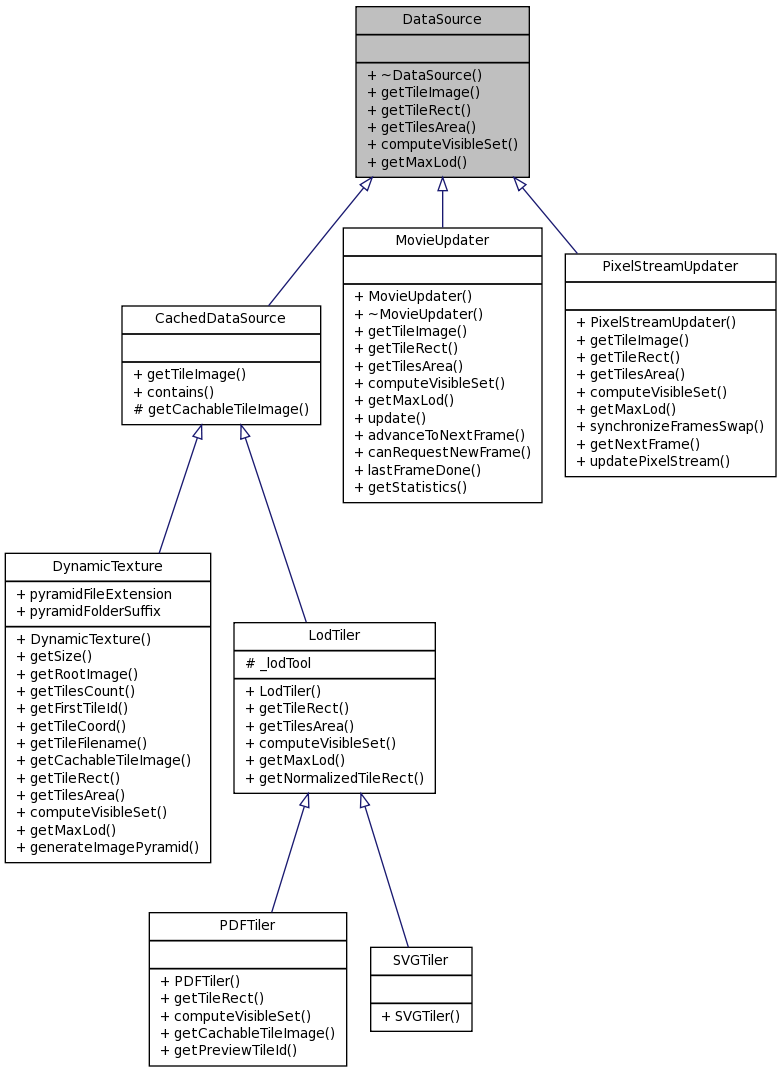 DataSource
+ ~DataSource()
+ getTileImage()
+ getTileRect()
+ getTilesArea()
+ computeVisibleSet()
+ getMaxLod()
CachedDataSource
+ getTileImage()
+ contains()
# getCachableTileImage()
MovieUpdater
+ MovieUpdater()
+ ~MovieUpdater()
+ getTileImage()
+ getTileRect()
+ getTilesArea()
+ computeVisibleSet()
+ getMaxLod()
+ update()
+ advanceToNextFrame()
+ canRequestNewFrame()
+ lastFrameDone()
+ getStatistics()
PixelStreamUpdater
+ PixelStreamUpdater()
+ getTileImage()
+ getTileRect()
+ getTilesArea()
+ computeVisibleSet()
+ getMaxLod()
+ synchronizeFramesSwap()
+ getNextFrame()
+ updatePixelStream()
DynamicTexture
+ pyramidFileExtension
+ pyramidFolderSuffix
+ DynamicTexture()
+ getSize()
+ getRootImage()
+ getTilesCount()
+ getFirstTileId()
+ getTileCoord()
+ getTileFilename()
+ getCachableTileImage()
+ getTileRect()
+ getTilesArea()
+ computeVisibleSet()
+ getMaxLod()
+ generateImagePyramid()
LodTiler
# _lodTool
+ LodTiler()
+ getTileRect()
+ getTilesArea()
+ computeVisibleSet()
+ getMaxLod()
+ getNormalizedTileRect()
PDFTiler
+ PDFTiler()
+ getTileRect()
+ computeVisibleSet()
+ getCachableTileImage()
+ getPreviewTileId()
SVGTiler
+ SVGTiler()